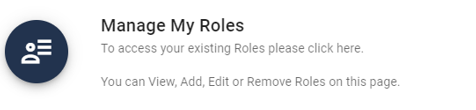 Manage My Roles
To access your existing Roles please click here.
You can View, Add, Edit or Remove Roles on this page.